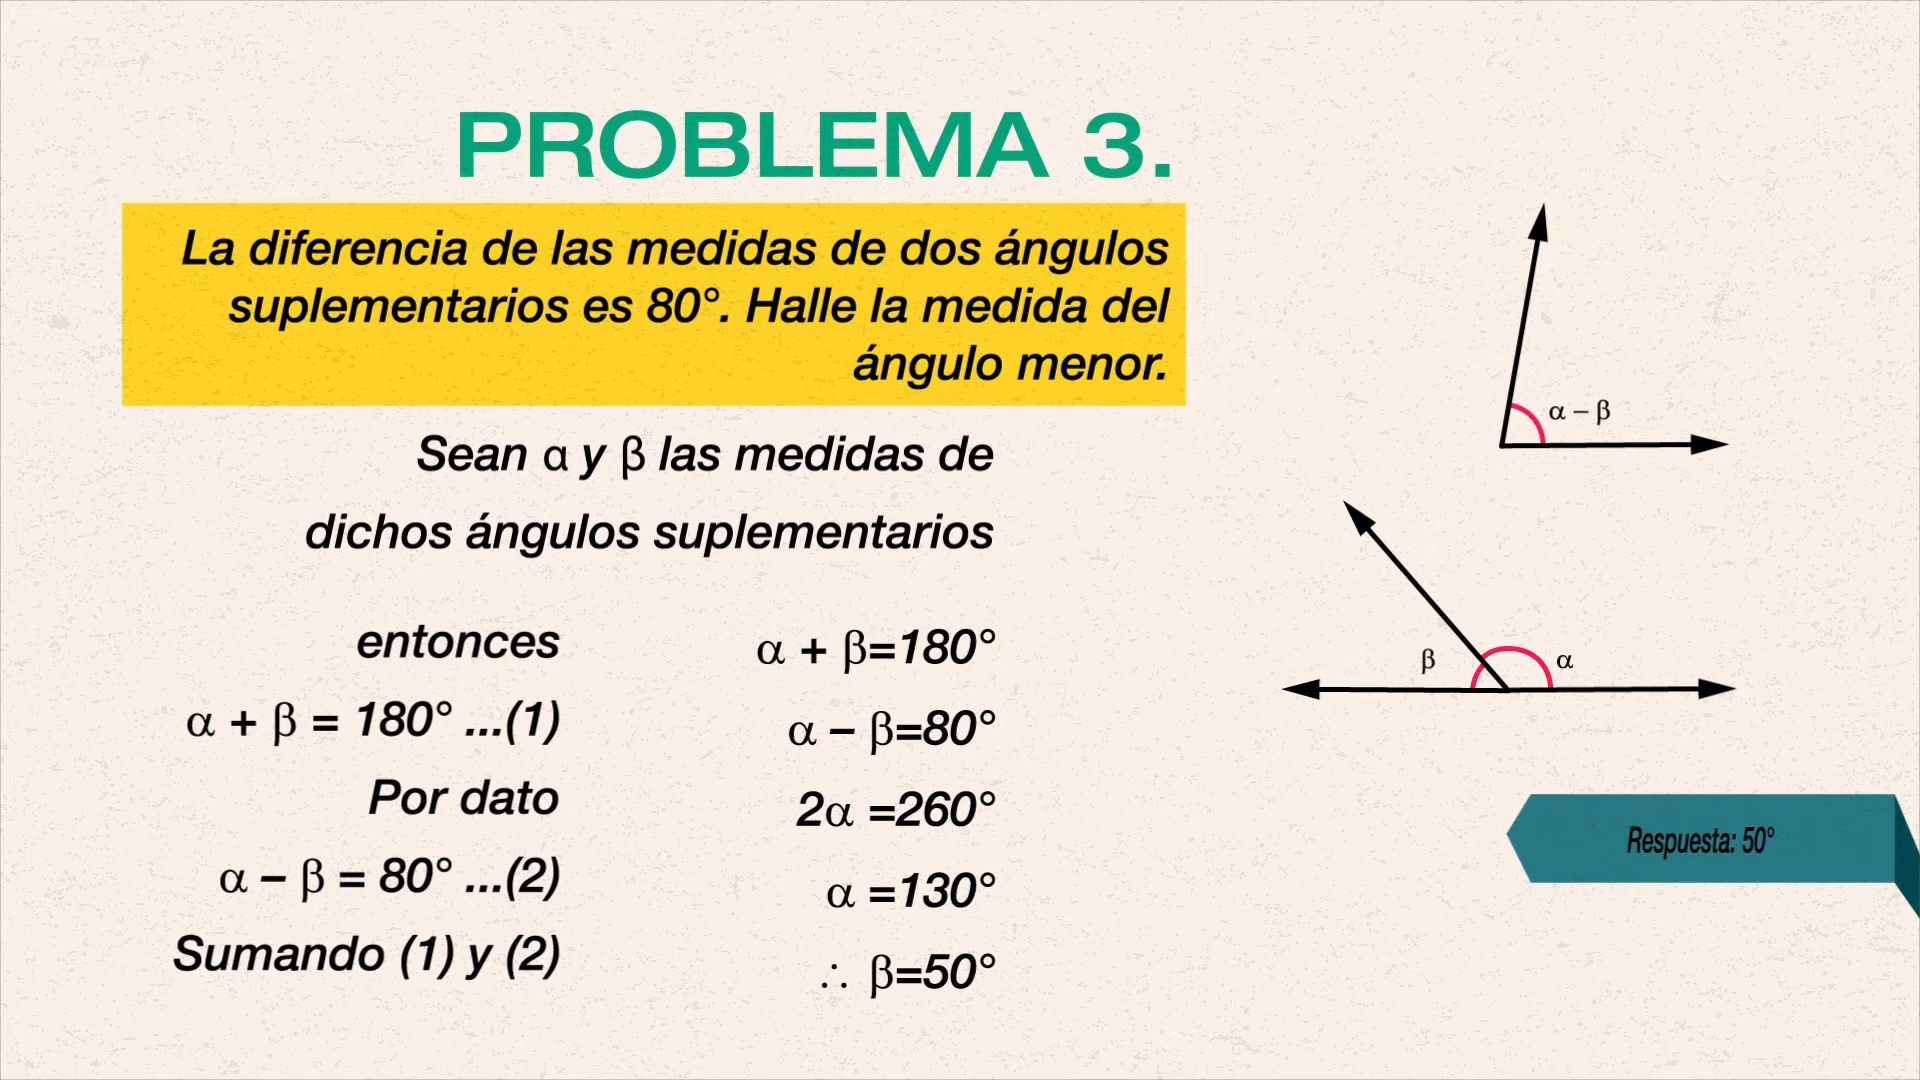 PROBLEMA 3.
La diferencia de las medidas de dos ángulos
suplementarios es 80°. Halle la medida del
ángulo menor.
Sean α y β las medidas de
dichos ángulos suplementarios
entonces
α + β = 180° ...(1)
Por dato
α – β = 80° ...(2)
Sumando (1) y (2)
α + β=180°
α – β=80°
2α =260°
α =130°
∴ β=50°
α – β
β
α
Respuesta: 50°